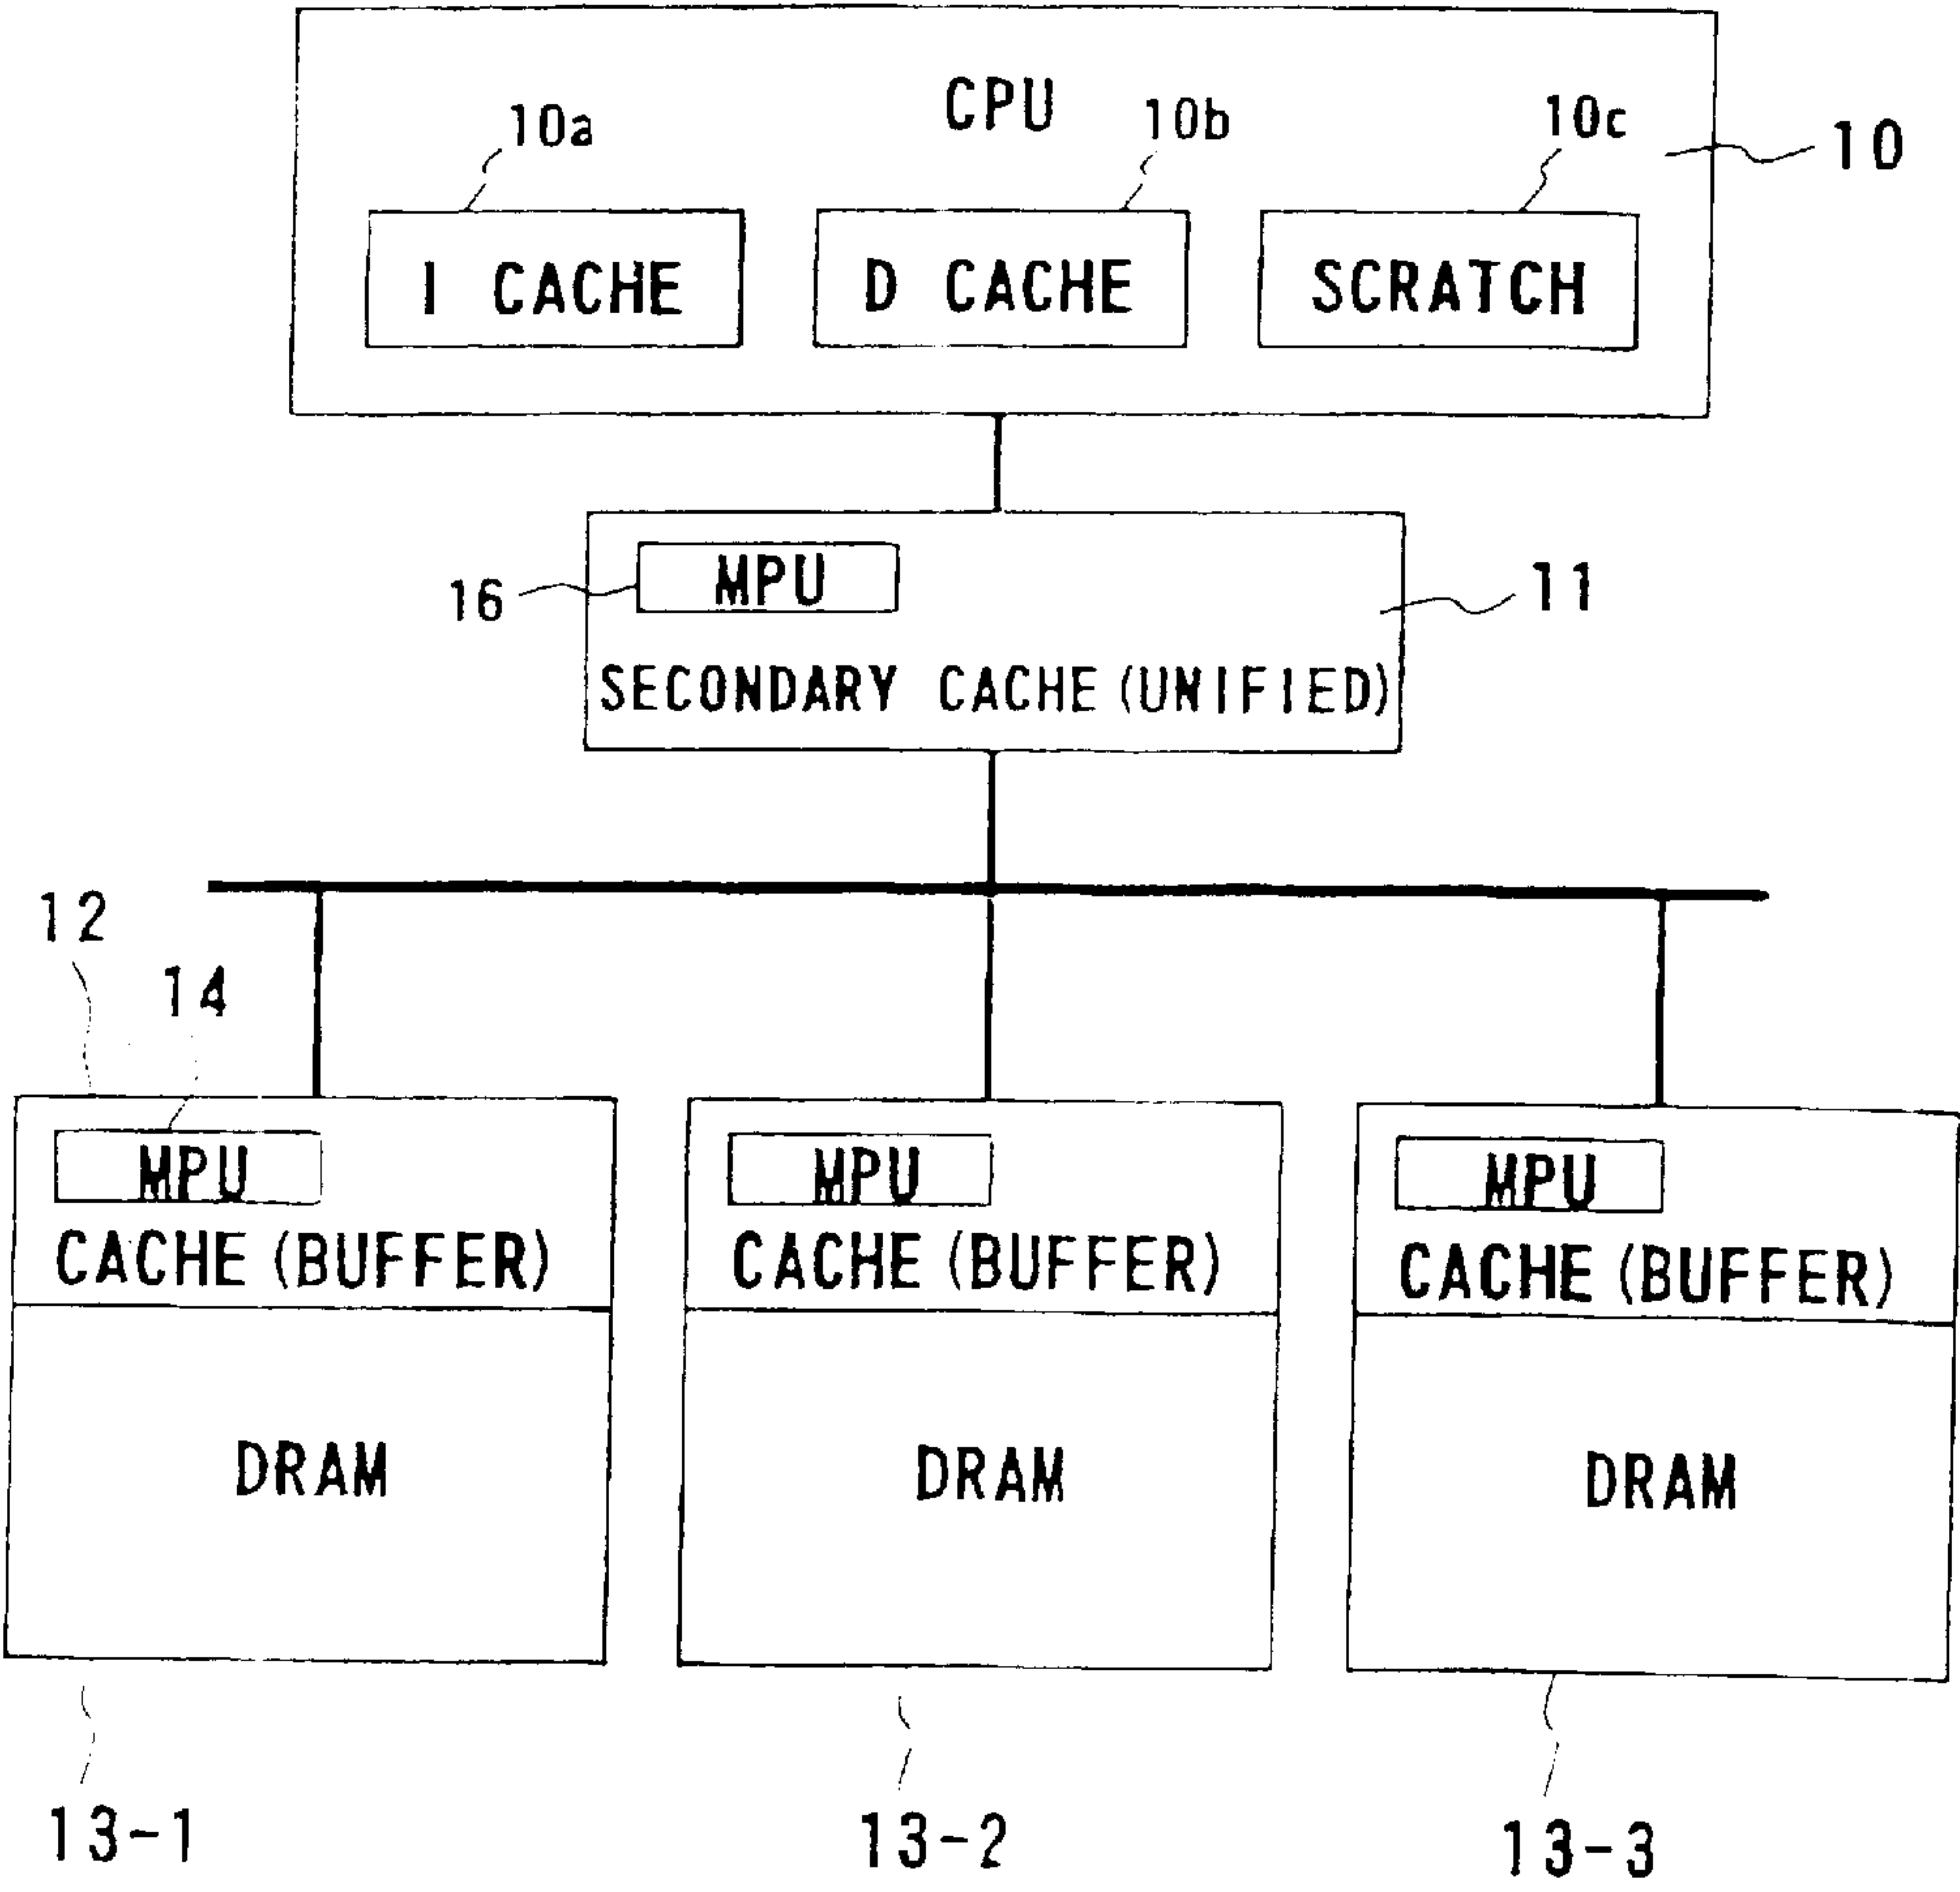 CPU
10a
10b
10c
10
I CACHE
D CACHE
SCRATCH
MPU
16
11
SECONDARY CACHE (UNIFIED)
12
14
MPU
MPU
MPU
CACHE (BUFFER)
CACHE (BUFFER)
CACHE (BUFFER)
DRAM
DRAM
DRAM
13-1
13-2
13-3